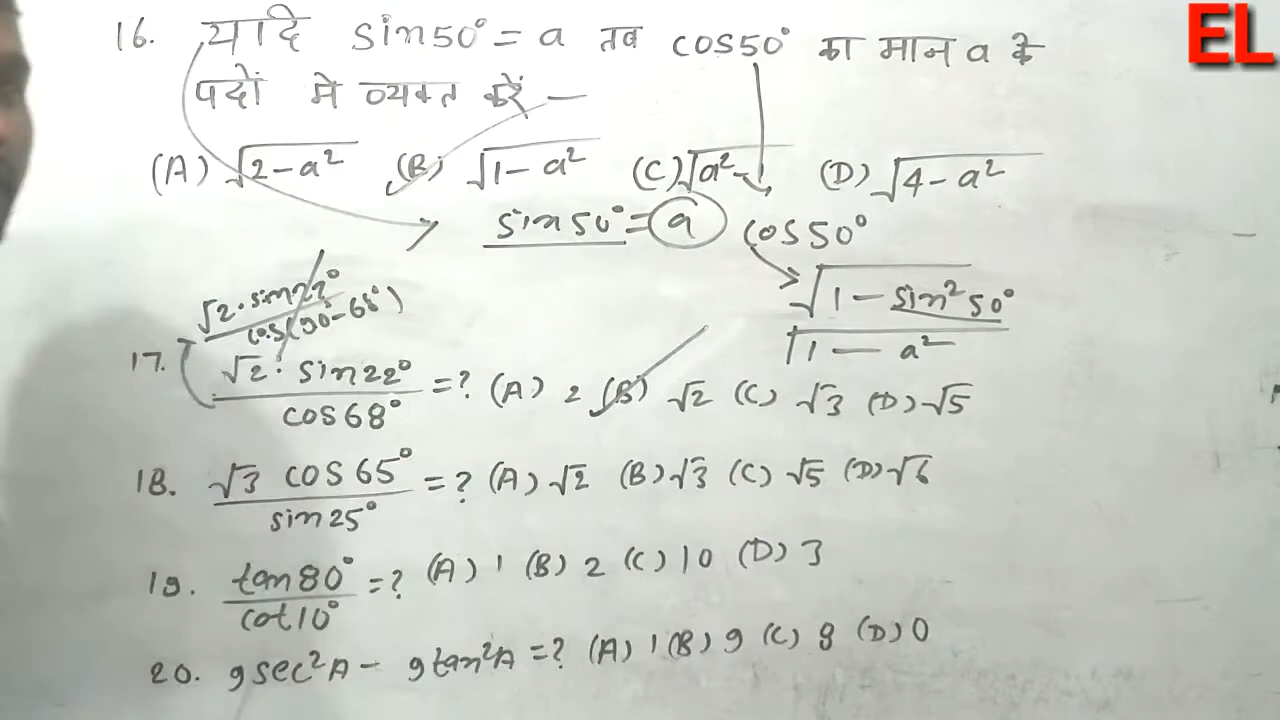 EL
16. यादि sin50° = a तब cos50° का मान a के
पदों मे व्यक्त करें —
(A) √2-a² (B) √1-a² (C) √a²-1 (D) √4-a²
sin50° = a cos50°
√1-sin²50°
√1-a²
√2·sin22°
cos(90°-68°)
17. √2·sin22°/cos68° = ? (A) 2 (B) √2 (C) √3 (D) √5
18. √3 cos65°/sin25° = ? (A) √2 (B) √3 (C) √5 (D) √6
19. tan80°/cot10° = ? (A) 1 (B) 2 (C) 10 (D) 3
20. 9sec²A - 9tan²A = ? (A) 1 (B) 9 (C) 8 (D) 0